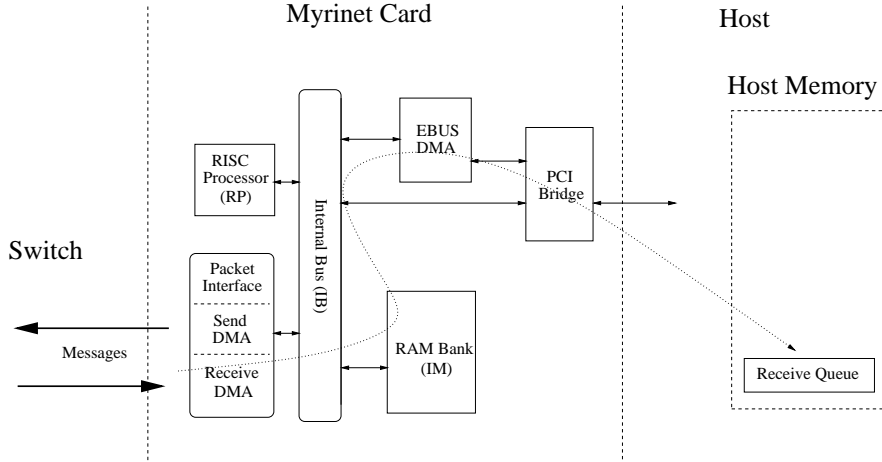 Myrinet Card
Host
Host Memory
EBUS
DMA
RISC
Processor
(RP)
PCI
Bridge
Internal Bus (IB)
Switch
Packet
Interface
Send
DMA
Receive
DMA
Messages
RAM Bank
(IM)
Receive Queue